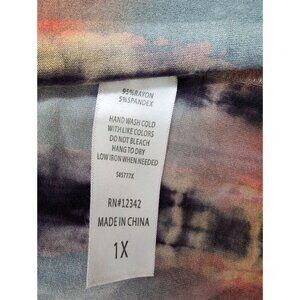 95%RAYON
5%SPANDEX
HAND WASH COLD
WITH LIKE COLORS
DO NOT BLEACH
HANG TO DRY
LOW IRON WHEN NEEDED
S85777X
RN#12342
MADE IN CHINA
1X